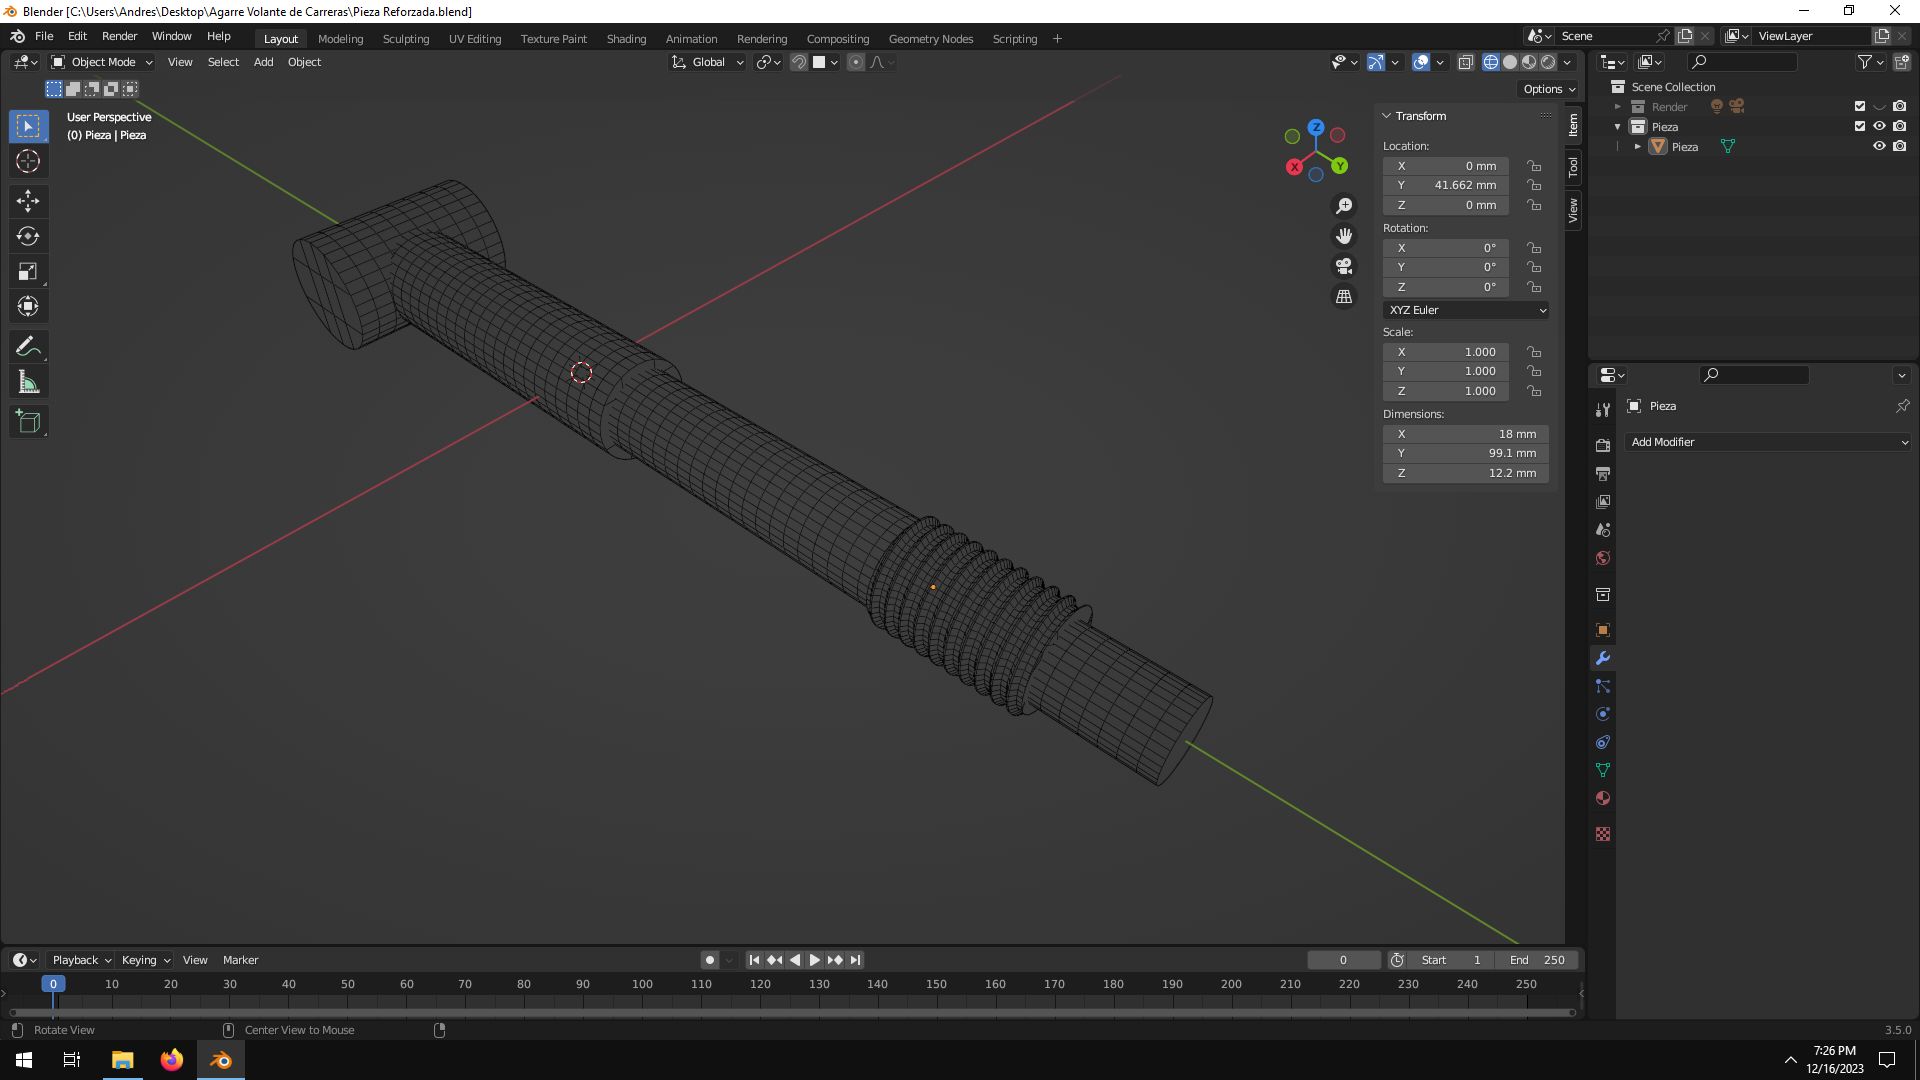 Blender [C:\Users\Andres\Desktop\Agarre Volante de Carreras\Pieza Reforzada.blend]
File Edit Render Window Help Layout Modeling Sculpting UV Editing Texture Paint Shading Animation Rendering Compositing Geometry Nodes Scripting + Scene ViewLayer
Object Mode View Select Add Object Global
Options
User Perspective
(0) Pieza | Pieza
Z
X
Y
Transform
Location:
X 0 mm
Y 41.662 mm
Z 0 mm
Rotation:
X 0°
Y 0°
Z 0°
XYZ Euler
Scale:
X 1.000
Y 1.000
Z 1.000
Dimensions:
X 18 mm
Y 99.1 mm
Z 12.2 mm
Item
Tool
View
Scene Collection
Render
Pieza
Pieza
Pieza
Add Modifier
Playback Keying View Marker 0 Start 1 End 250
0 10 20 30 40 50 60 70 80 90 100 110 120 130 140 150 160 170 180 190 200 210 220 230 240 250
Rotate View Center View to Mouse 3.5.0
7:26 PM
12/16/2023